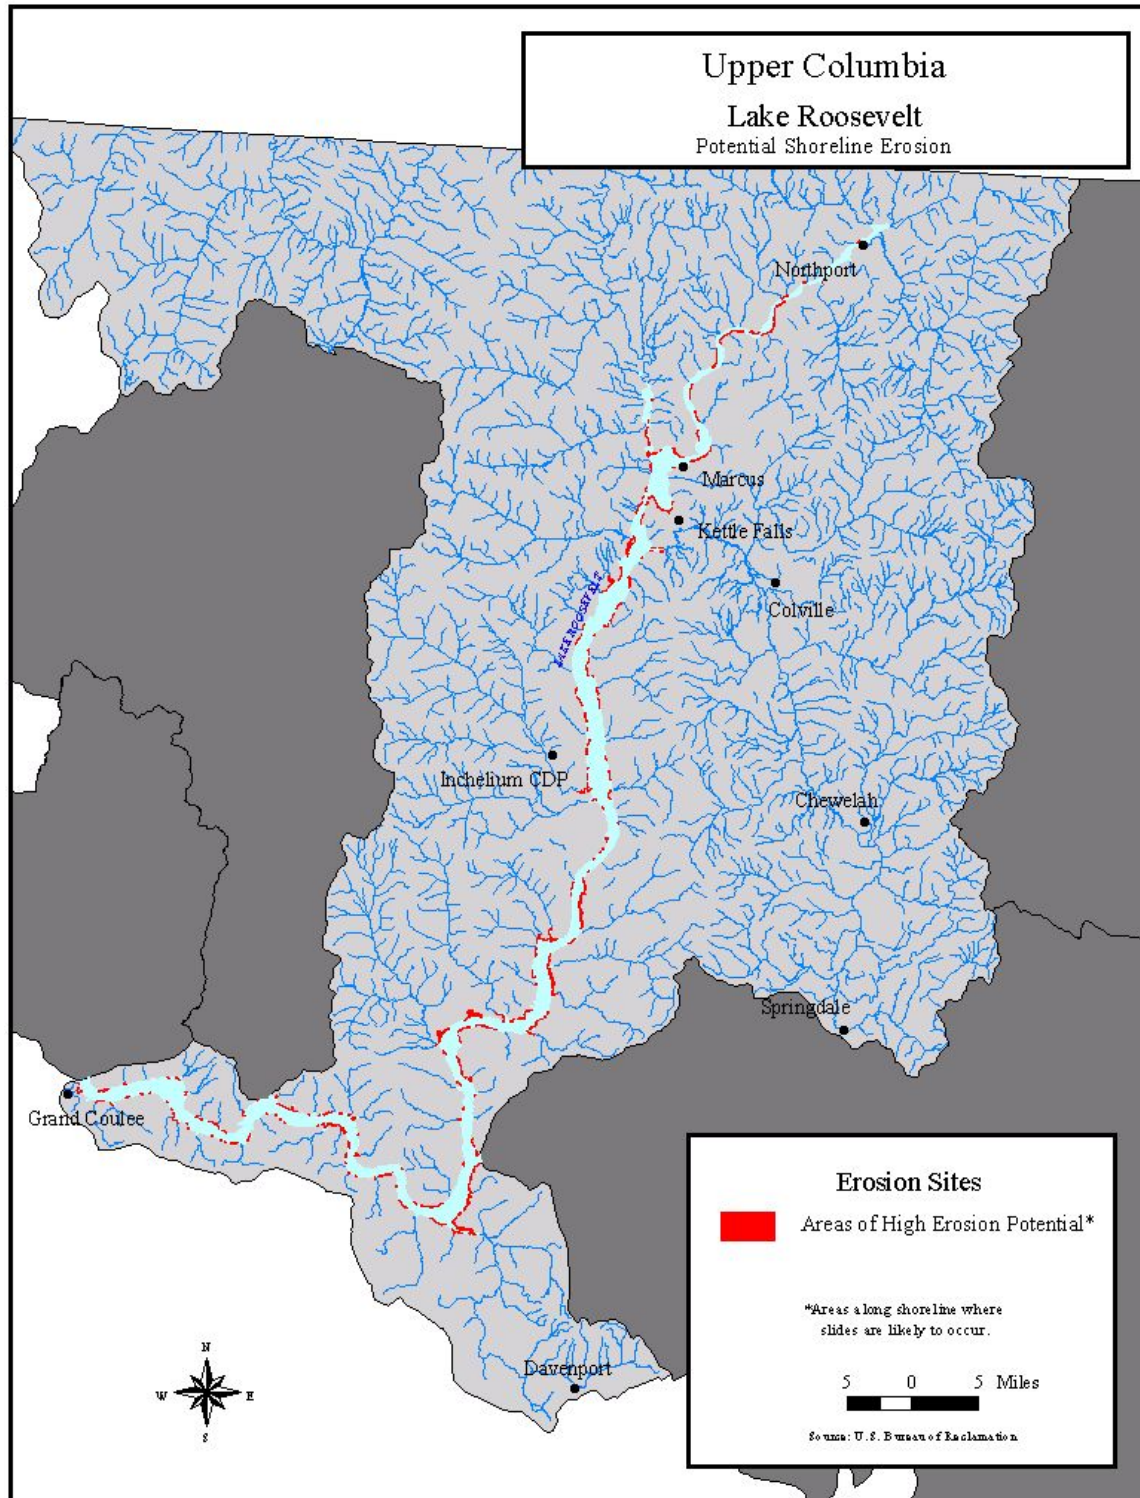 Upper Columbia
Lake Roosevelt
Potential Shoreline Erosion
Northport
Marcus
Kettle Falls
LAKE ROOSEVELT
Colville
Inchelium CDP
Chewelah
Springdale
Grand Coulee
Davenport
N
W E
S
Erosion Sites
Areas of High Erosion Potential*
*Areas along shoreline where
slides are likely to occur.
5 0 5 Miles
Source: U.S. Bureau of Reclamation